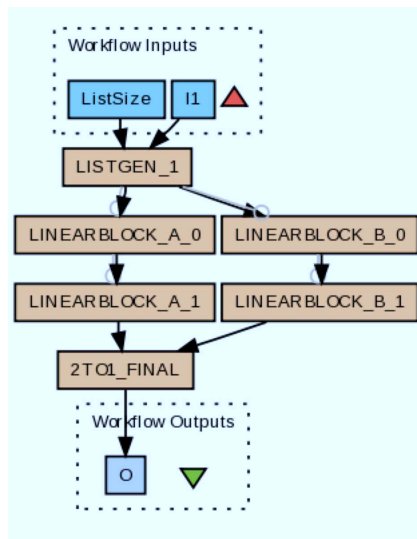 Workflow Inputs
ListSize I1
LISTGEN_1
LINEARBLOCK_A_0 LINEARBLOCK_B_0
LINEARBLOCK_A_1 LINEARBLOCK_B_1
2TO1_FINAL
Workflow Outputs
O